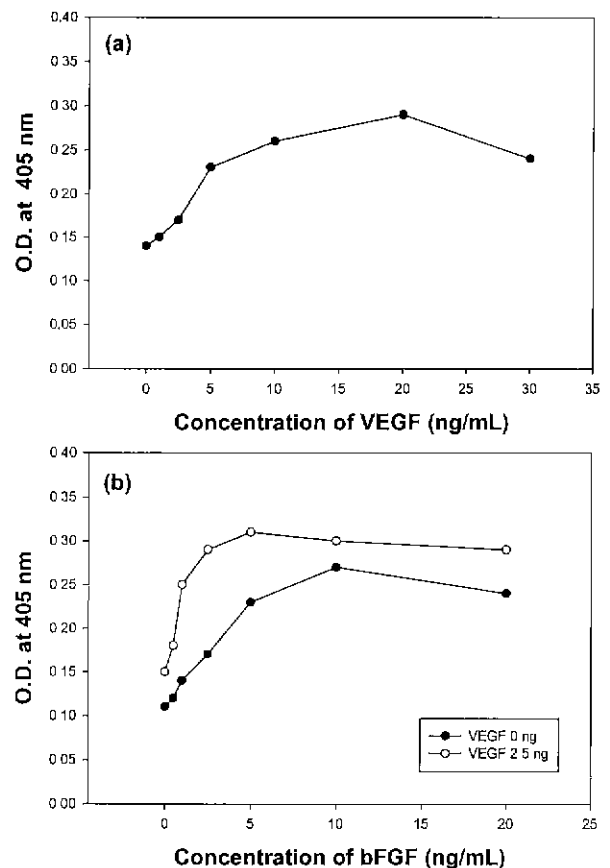 (a)
0 40
0 35
0 30
0 25
0 20
0 15
0 10
0.05
0 00
O.D. at 405 nm
0 5 10 15 20 25 30 35
Concentration of VEGF (ng/mL)
(b)
0 40
0 35
0 30
0 25
0 20
0 15
0 10
0 05
0 00
O.D. at 405 nm
VEGF 0 ng
VEGF 2 5 ng
0 5 10 15 20
Concentration of bFGF (ng/mL)